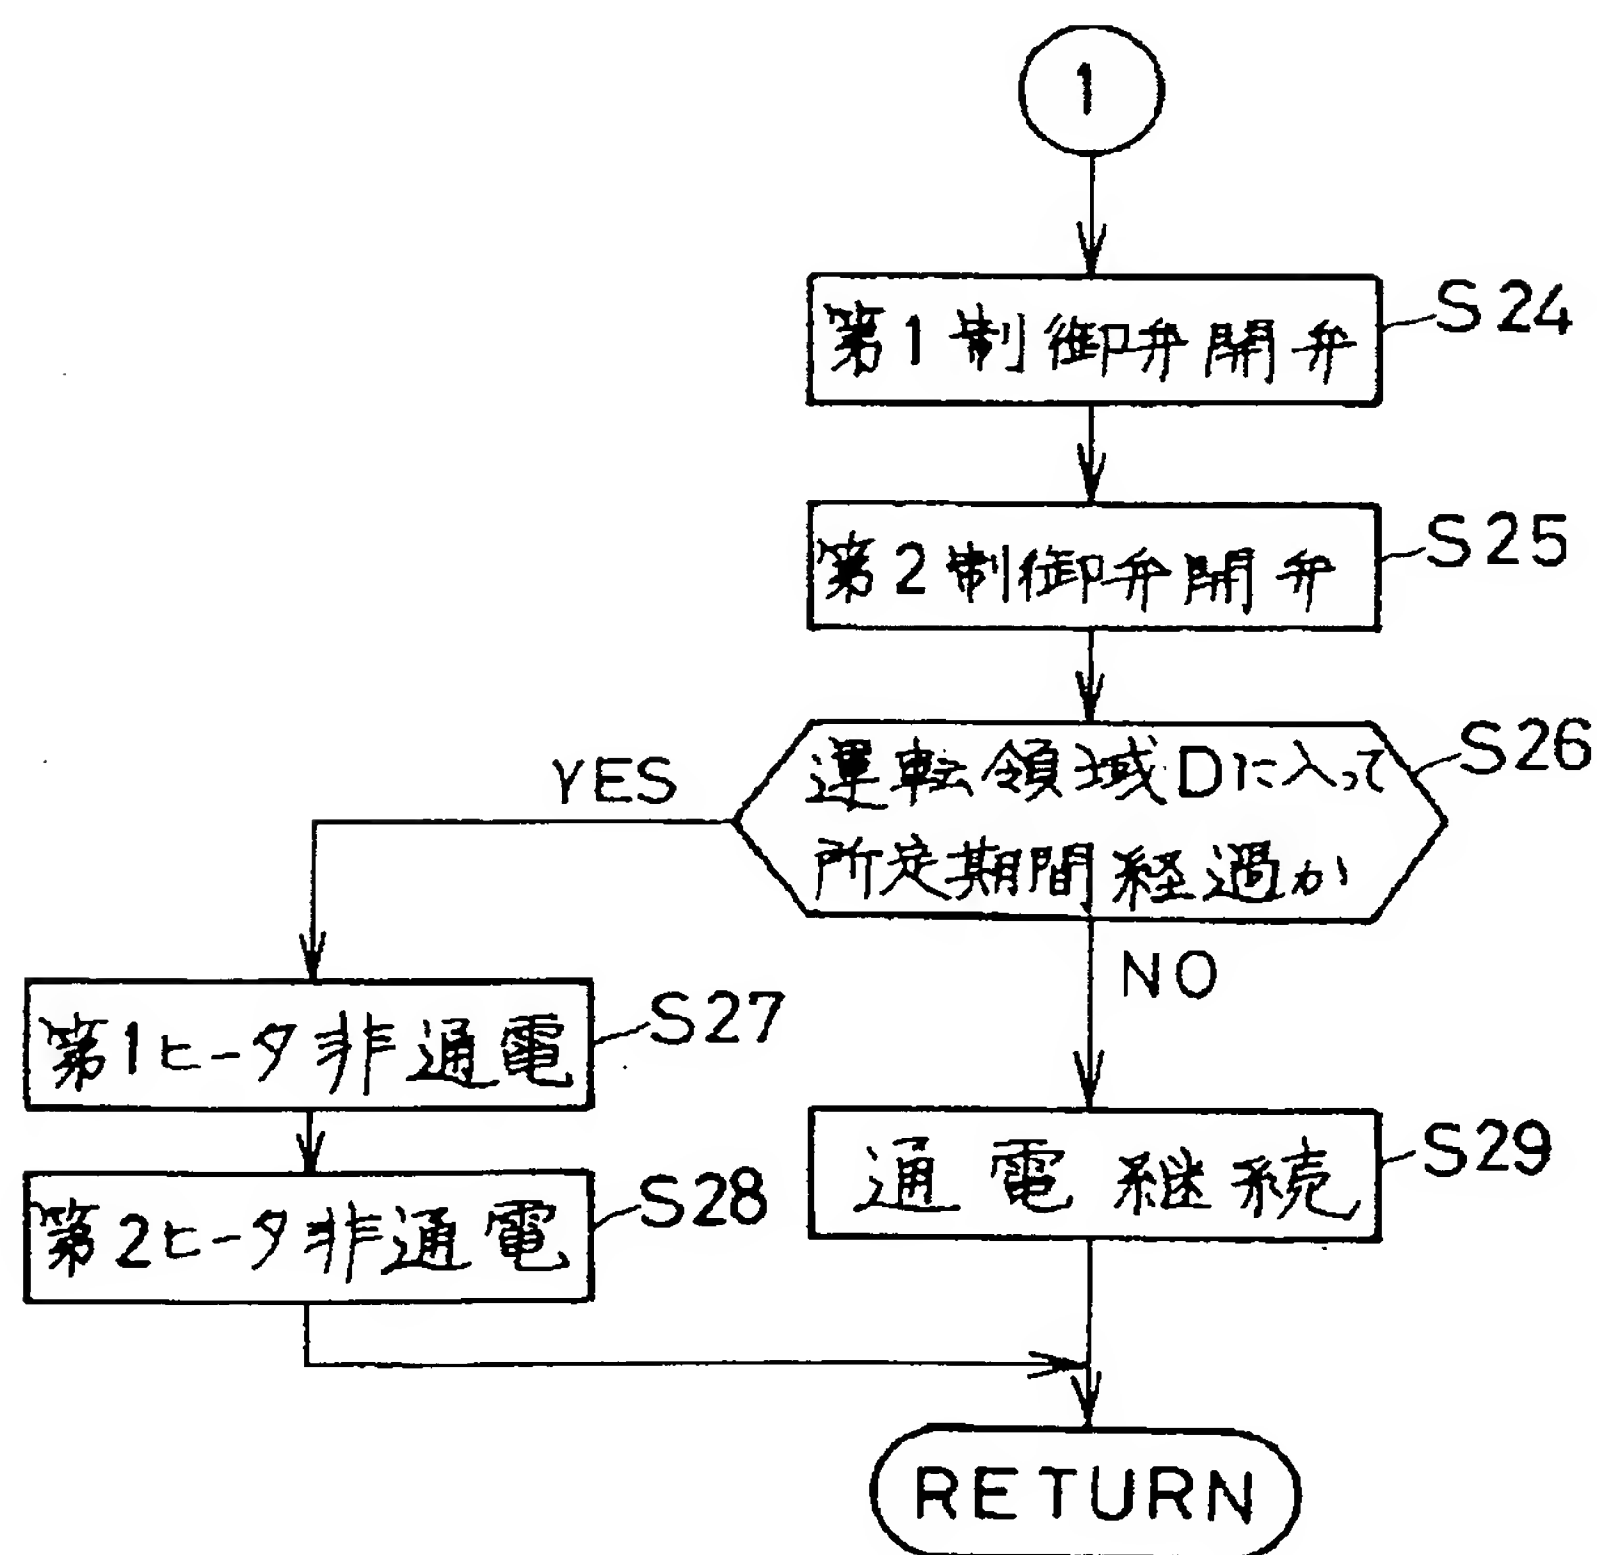 1
第1制御弁開弁
S24
第2制御弁開弁
S25
運転領域Dに入って
所定期間経過か
S26
YES
NO
第1ヒータ非通電
S27
第2ヒータ非通電
S28
通電継続
S29
RETURN